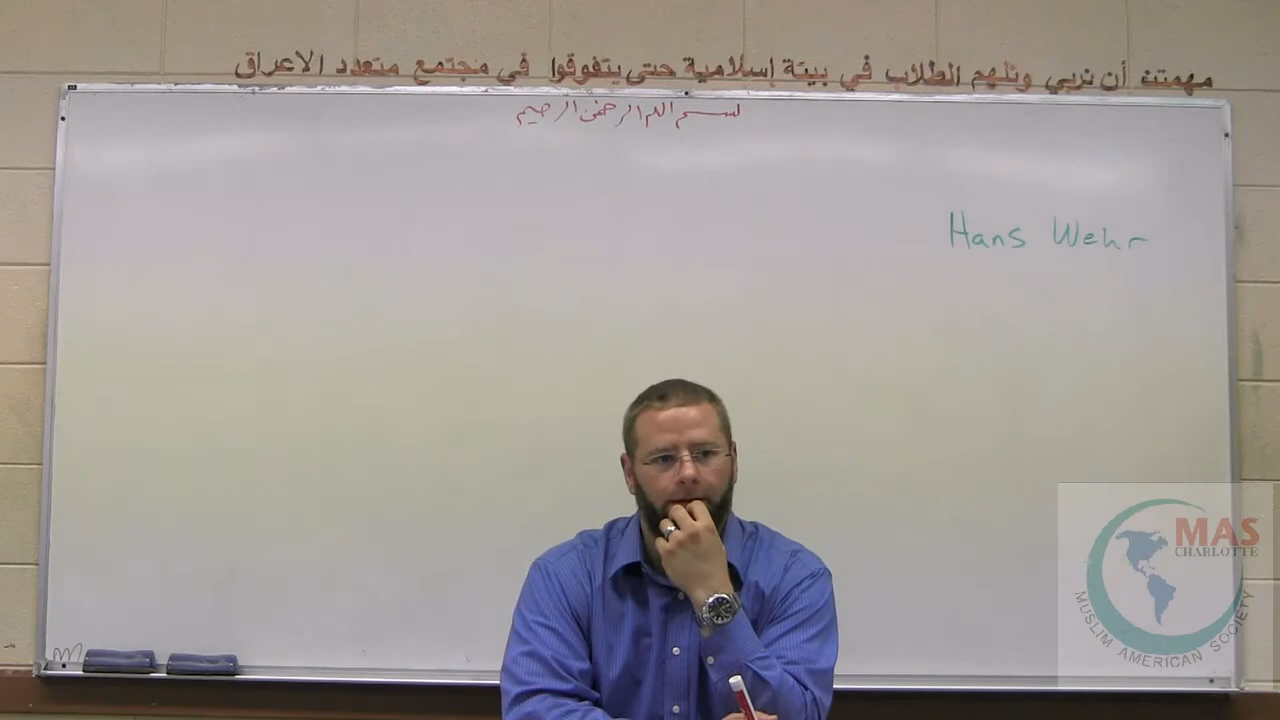 مهمتنا أن نربي ونلهم الطلاب في بيئة إسلامية حتى يتفوقوا في مجتمع متعدد الاعراق
بسم الله الرحمن الرحيم
Hans Wehr
MAS
CHARLOTTE
MUSLIM AMERICAN SOCIETY